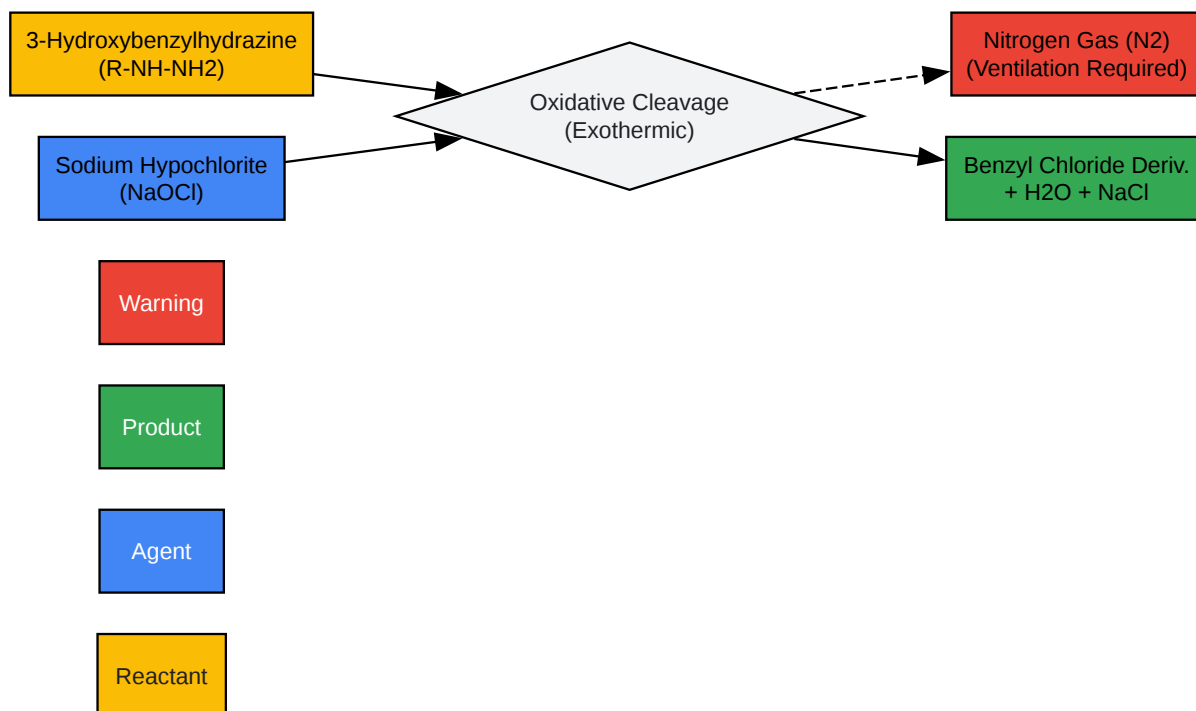 3-Hydroxybenzylhydrazine
(R-NH-NH2)
Sodium Hypochlorite
(NaOCl)
Oxidative Cleavage
(Exothermic)
Nitrogen Gas (N2)
(Ventilation Required)
Benzyl Chloride Deriv.
+ H2O + NaCl
Warning
Product
Agent
Reactant